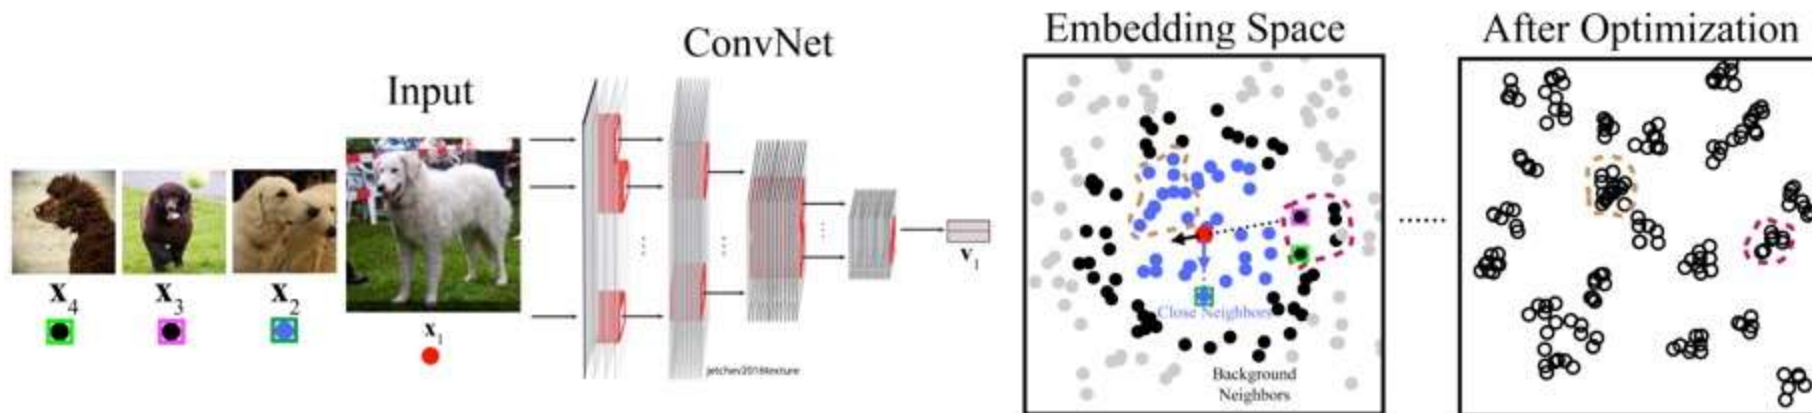 Input
ConvNet
Embedding Space
After Optimization
x4
x3
x2
x1
v1
jetchev2016texture
Close Neighbors
Background
Neighbors